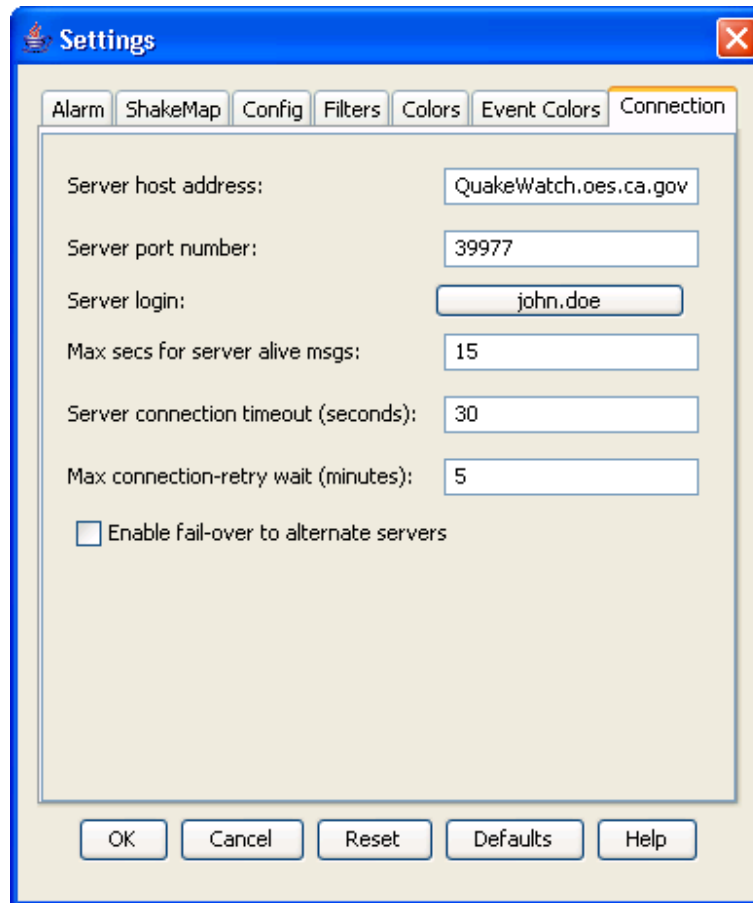 Settings
Alarm ShakeMap Config Filters Colors Event Colors Connection
Server host address: QuakeWatch.oes.ca.gov
Server port number: 39977
Server login: john.doe
Max secs for server alive msgs: 15
Server connection timeout (seconds): 30
Max connection-retry wait (minutes): 5
Enable fail-over to alternate servers
OK Cancel Reset Defaults Help